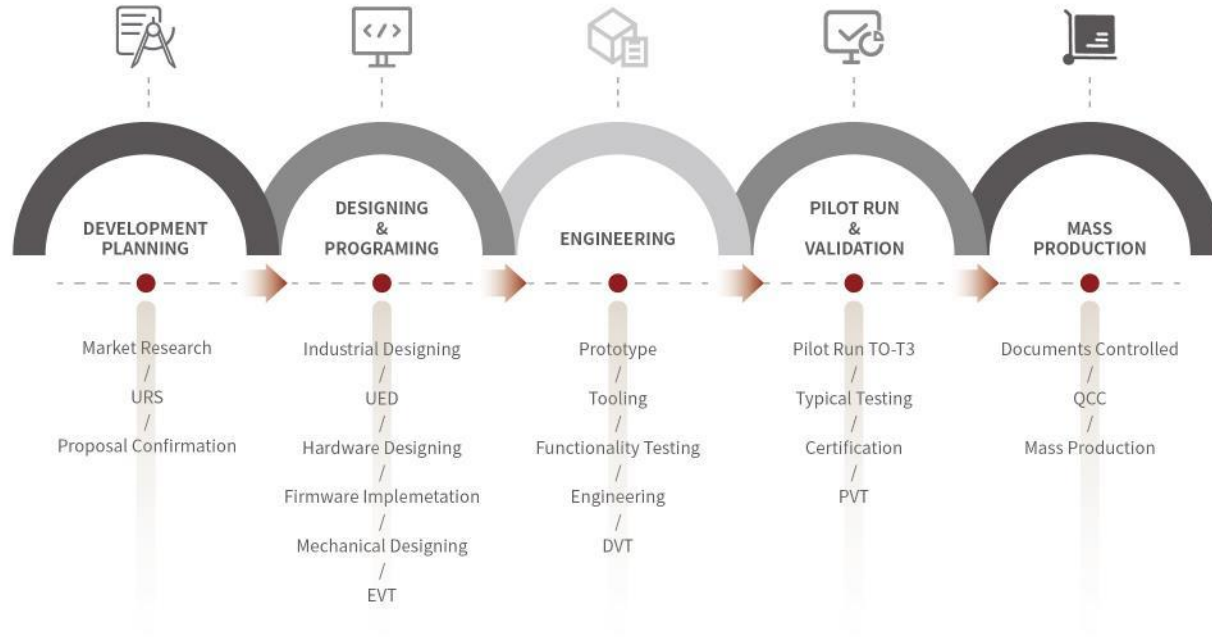 </>
DEVELOPMENT
PLANNING
DESIGNING
&
PROGRAMING
ENGINEERING
PILOT RUN
&
VALIDATION
MASS
PRODUCTION
Market Research
/
URS
/
Proposal Confirmation
Industrial Designing
/
UED
/
Hardware Designing
/
Firmware Implemetation
/
Mechanical Designing
/
EVT
Prototype
/
Tooling
/
Functionality Testing
/
Engineering
/
DVT
Pilot Run TO-T3
/
Typical Testing
/
Certification
/
PVT
Documents Controlled
/
QCC
/
Mass Production